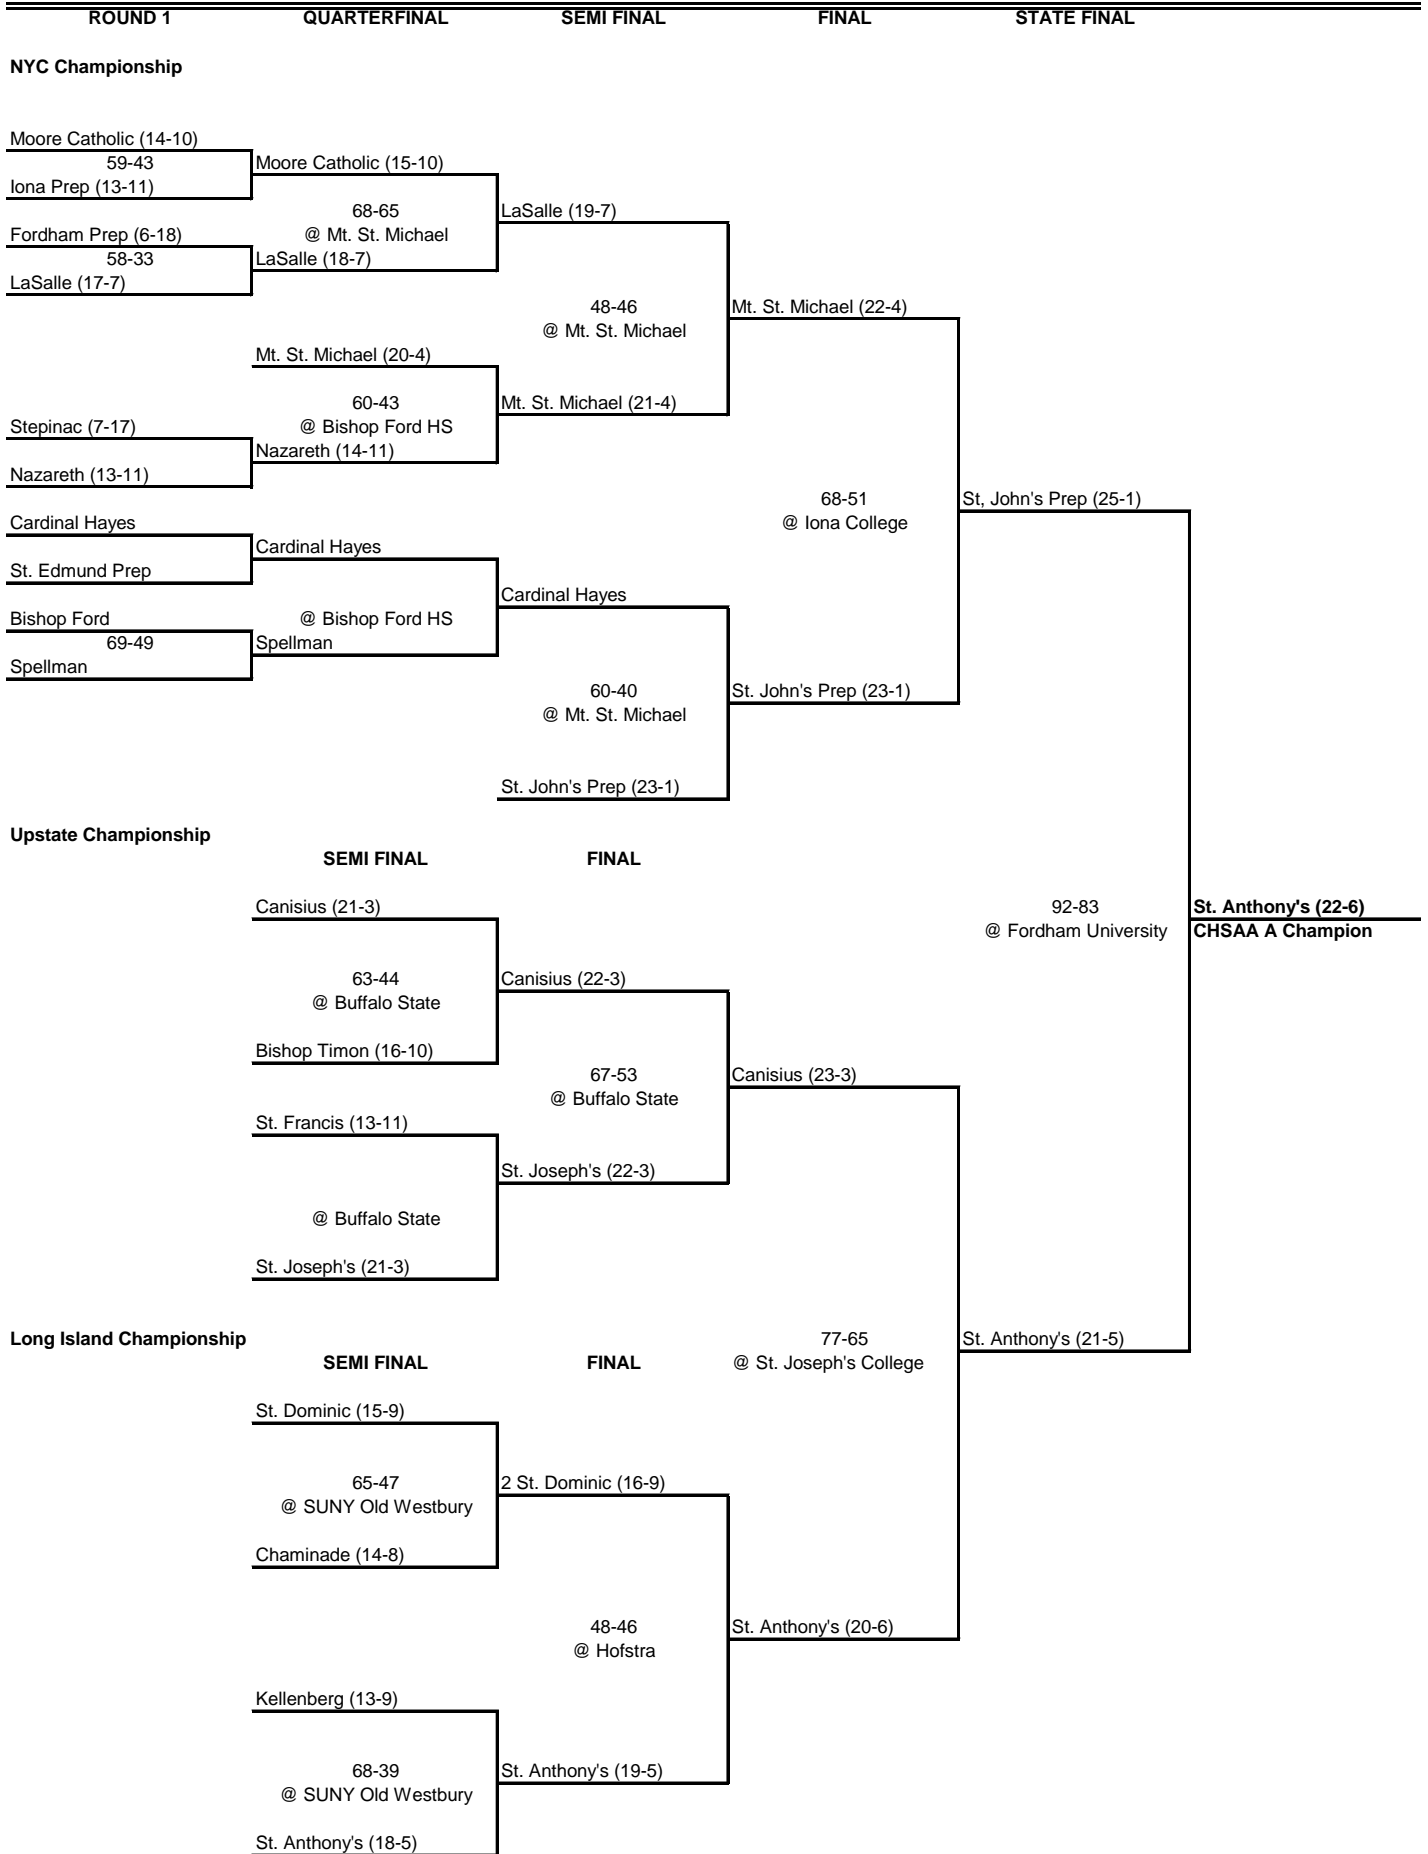 ROUND 1 QUARTERFINAL SEMI FINAL FINAL STATE FINAL
NYC Championship
Moore Catholic (14-10)
59-43 Moore Catholic (15-10)
Iona Prep (13-11)
68-65 LaSalle (19-7)
Fordham Prep (6-18) @ Mt. St. Michael
58-33 LaSalle (18-7)
LaSalle (17-7)
48-46 Mt. St. Michael (22-4)
@ Mt. St. Michael
Mt. St. Michael (20-4)
60-43 Mt. St. Michael (21-4)
Stepinac (7-17) @ Bishop Ford HS
Nazareth (14-11)
Nazareth (13-11)
68-51 St, John's Prep (25-1)
Cardinal Hayes @ Iona College
Cardinal Hayes
St. Edmund Prep
Cardinal Hayes
Bishop Ford @ Bishop Ford HS
69-49 Spellman
Spellman
60-40 St. John's Prep (23-1)
@ Mt. St. Michael
St. John's Prep (23-1)
Upstate Championship
SEMI FINAL FINAL
Canisius (21-3) 92-83 St. Anthony's (22-6)
@ Fordham University CHSAA A Champion
63-44 Canisius (22-3)
@ Buffalo State
Bishop Timon (16-10)
67-53 Canisius (23-3)
@ Buffalo State
St. Francis (13-11)
St. Joseph's (22-3)
@ Buffalo State
St. Joseph's (21-3)
Long Island Championship 77-65 St. Anthony's (21-5)
SEMI FINAL FINAL @ St. Joseph's College
St. Dominic (15-9)
65-47 2 St. Dominic (16-9)
@ SUNY Old Westbury
Chaminade (14-8)
48-46 St. Anthony's (20-6)
@ Hofstra
Kellenberg (13-9)
68-39 St. Anthony's (19-5)
@ SUNY Old Westbury
St. Anthony's (18-5)